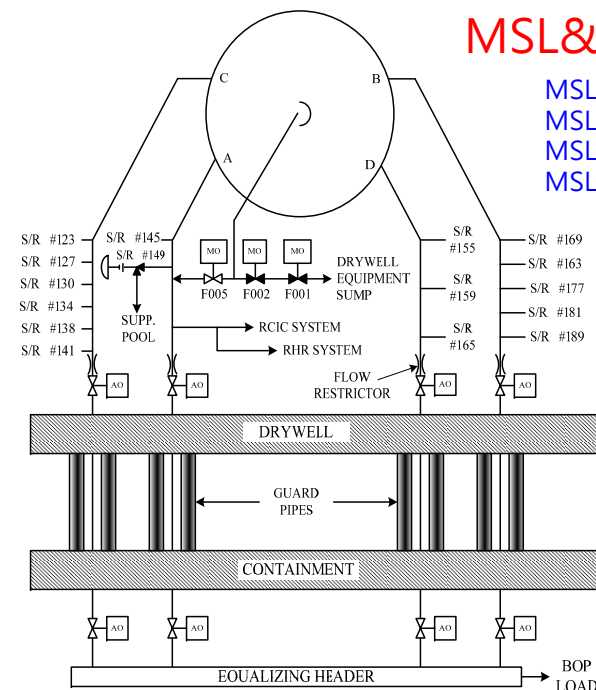 MSL&
MSL
MSL
MSL
MSL
C
B
A
D
S/R #123
S/R #127
S/R #130
S/R #134
S/R #138
S/R #141
S/R #145
S/R #149
SUPP.
POOL
MO
MO
MO
F005
F002
F001
DRYWELL
EQUIPMENT
SUMP
RCIC SYSTEM
RHR SYSTEM
FLOW
RESTRICTOR
S/R
#155
S/R
#159
S/R
#165
S/R #169
S/R #163
S/R #177
S/R #181
S/R #189
AO
AO
AO
AO
DRYWELL
GUARD
PIPES
CONTAINMENT
AO
AO
AO
AO
EQUALIZING HEADER
BOP
LOAD